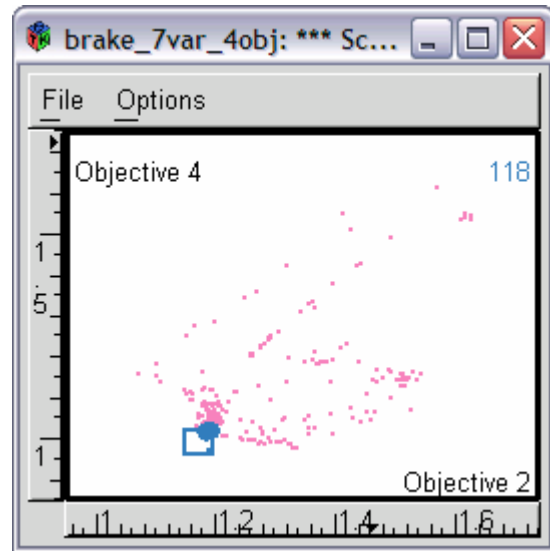 brake_7var_4obj: *** Sc...
File Options
Objective 4 118
1.5
1
Objective 2
1 1.2 1.4 1.6